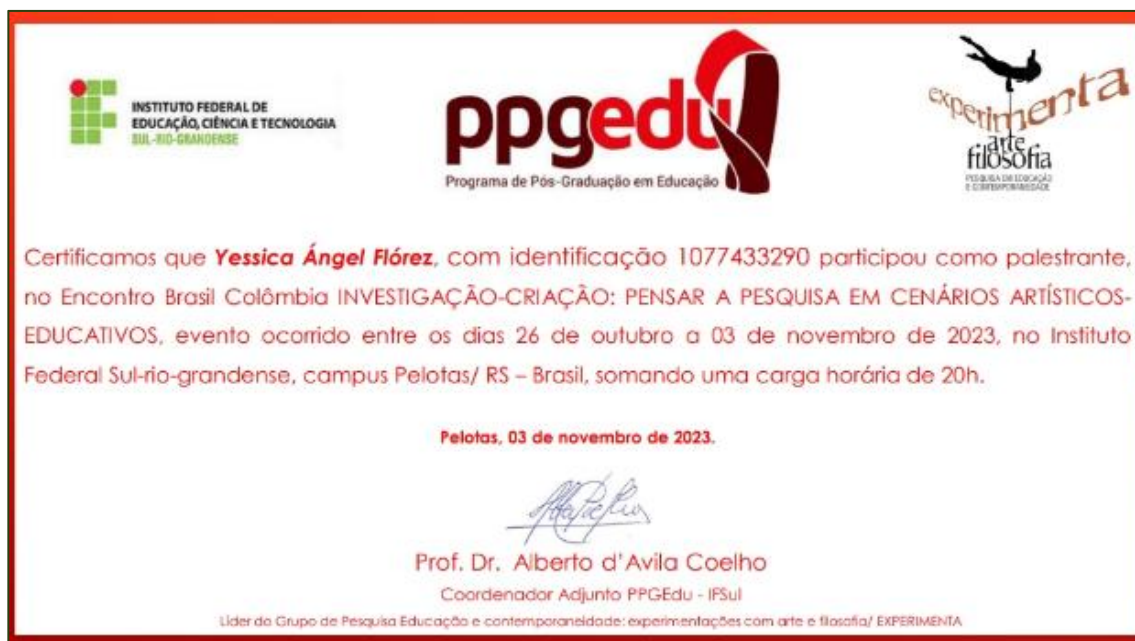 INSTITUTO FEDERAL DE
EDUCAÇÃO, CIÊNCIA E TECNOLOGIA
SUL-RIO-GRANDENSE
ppgedu
Programa de Pós-Graduação em Educação
experimenta
arte
filosofia
PESQUISA EM EDUCAÇÃO
E CONTEMPORANEIDADE
Certificamos que Yessica Ángel Flórez, com identificação 1077433290 participou como palestrante,
no Encontro Brasil Colômbia INVESTIGAÇÃO-CRIAÇÃO: PENSAR A PESQUISA EM CENÁRIOS ARTÍSTICOS-
EDUCATIVOS, evento ocorrido entre os dias 26 de outubro a 03 de novembro de 2023, no Instituto
Federal Sul-rio-grandense, campus Pelotas/ RS – Brasil, somando uma carga horária de 20h.
Pelotas, 03 de novembro de 2023.
Prof. Dr. Alberto d'Avila Coelho
Coordenador Adjunto PPGEdu - IFSul
Líder do Grupo de Pesquisa Educação e contemporaneidade: experimentações com arte e filosofia/ EXPERIMENTA